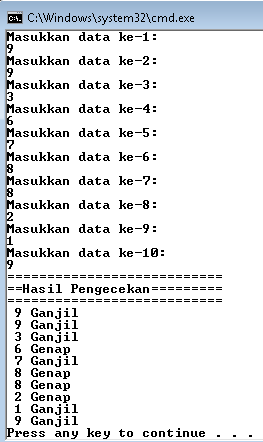 C:\Windows\system32\cmd.exe
Masukkan data ke-1:
9
Masukkan data ke-2:
9
Masukkan data ke-3:
3
Masukkan data ke-4:
6
Masukkan data ke-5:
7
Masukkan data ke-6:
8
Masukkan data ke-7:
8
Masukkan data ke-8:
2
Masukkan data ke-9:
1
Masukkan data ke-10:
9
===========================
==Hasil Pengecekan=========
===========================
9 Ganjil
9 Ganjil
3 Ganjil
6 Genap
7 Ganjil
8 Genap
8 Genap
2 Genap
1 Ganjil
9 Ganjil
Press any key to continue . . .